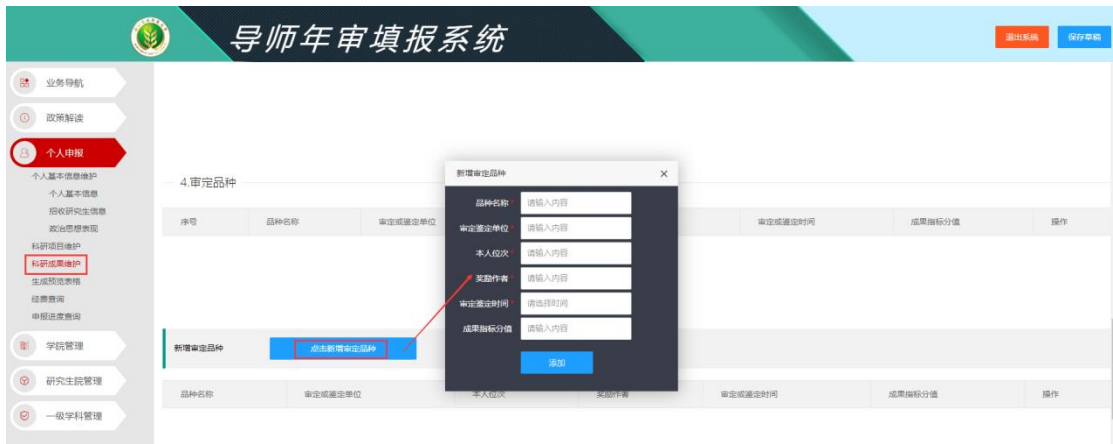 导师年审填报系统
退出系统 保存草稿
业务导航
政策解读
个人申报
个人基本信息维护
个人基本信息
招收研究生信息
政治思想表现
科研项目维护
科研成果维护
生成预览表格
经费查询
申报进度查询
学院管理
研究生院管理
一级学科管理
4.审定品种
序号 品种名称 审定或鉴定单位 审定或鉴定时间 成果指标分值 操作
新增审定品种 点击新增审定品种
品种名称 审定或鉴定单位 本人位次 奖励作者 审定或鉴定时间 成果指标分值 操作
新增审定品种 ×
品种名称 * 请输入内容
审定鉴定单位 * 请输入内容
本人位次 * 请输入内容
奖励作者 * 请输入内容
审定鉴定时间 * 请选择时间
成果指标分值 请输入内容
添加